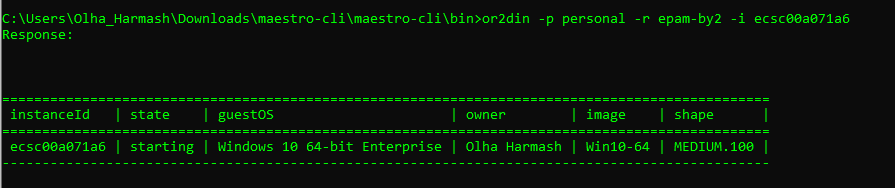 C:\Users\Olha_Harmash\Downloads\maestro-cli\maestro-cli\bin>or2din -p personal -r epam-by2 -i ecsc00a071a6
Response:
================================================================================================
instanceId | state | guestOS | owner | image | shape |
================================================================================================
ecsc00a071a6 | starting | Windows 10 64-bit Enterprise | Olha Harmash | Win10-64 | MEDIUM.100 |
------------------------------------------------------------------------------------------------